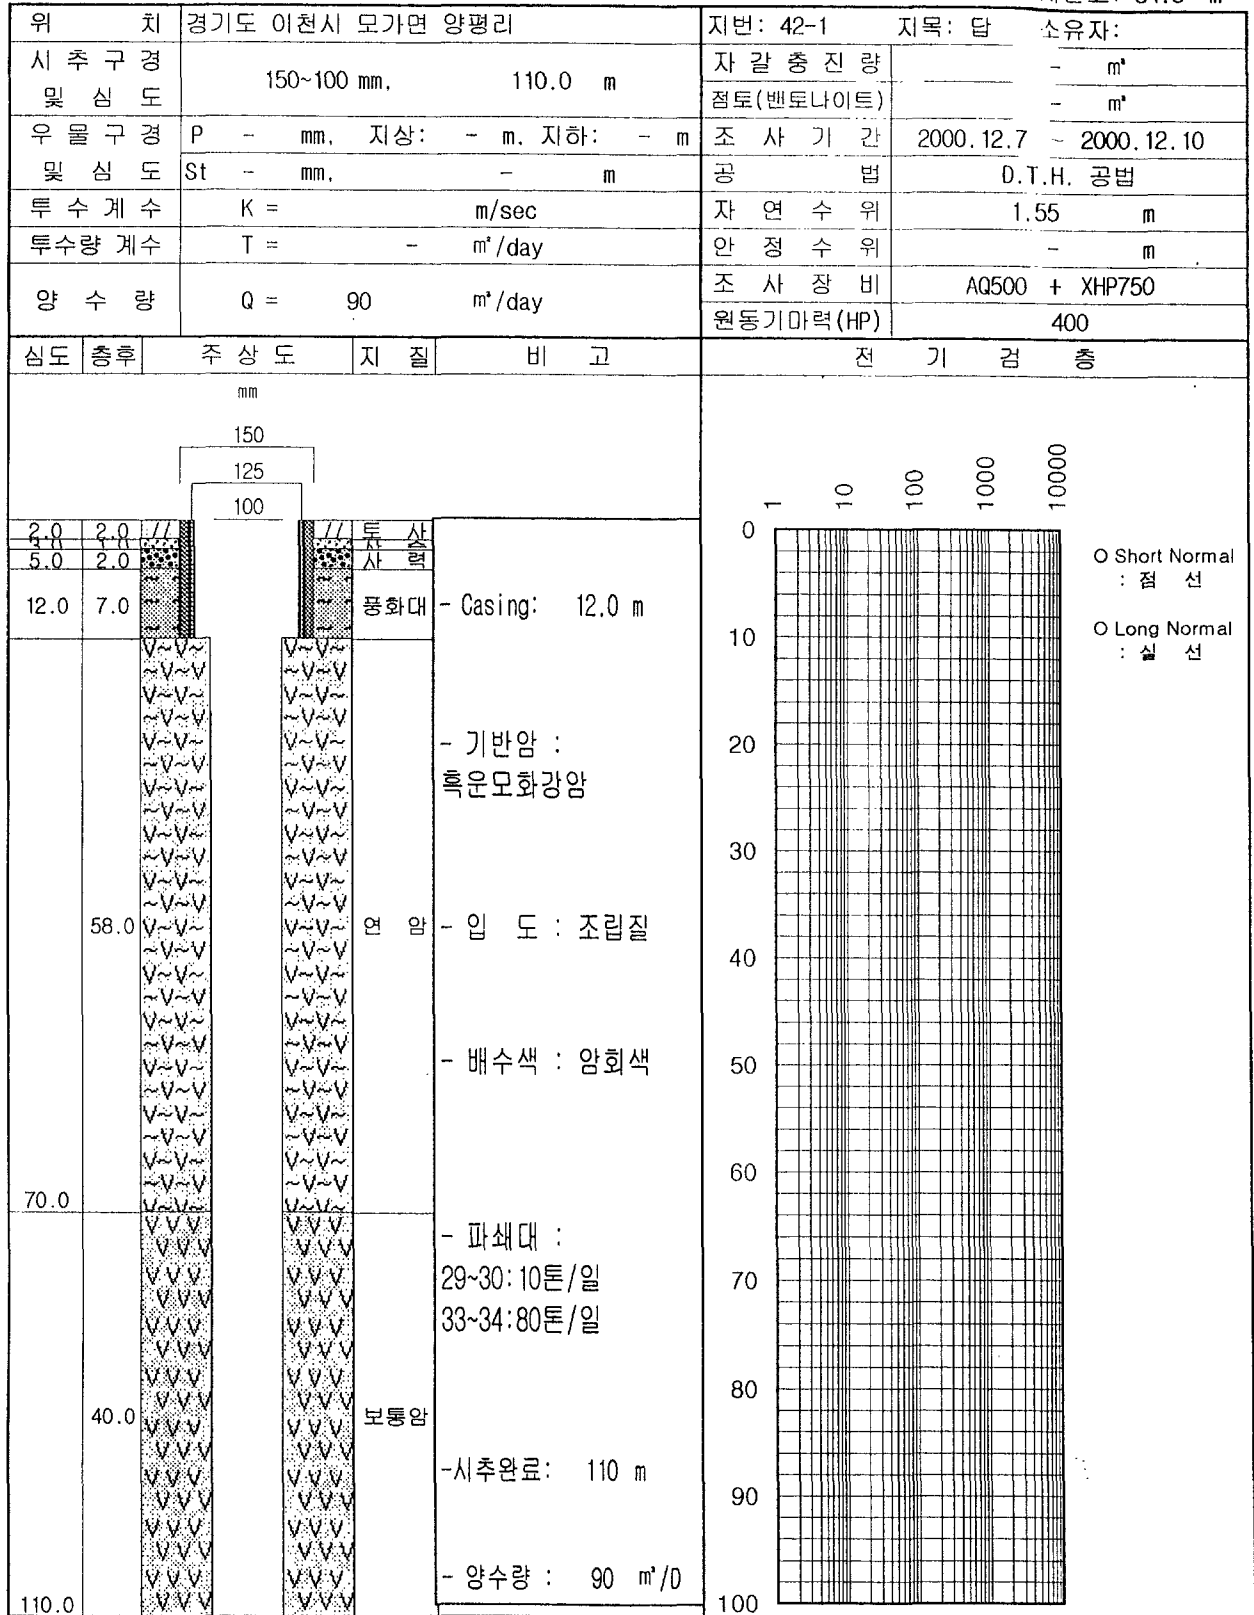 위 치 경기도 이천시 모가면 양평리 지번: 42-1 지목: 답 소유자:
시 추 구 경 및 심 도 150~100 mm, 110.0 m
자 갈 충 진 량 - m³
점토(벤토나이트) - m³
우 물 구 경 및 심 도 P - mm, 지상: - m, 지하: - m
St - mm, - m
조 사 기 간 2000.12.7 ~ 2000.12.10
공 법 D.T.H. 공법
투 수 계 수 K = m/sec
자 연 수 위 1.55 m
투수량 계수 T = - m²/day
안 정 수 위 - m
양 수 량 Q = 90 m³/day
조 사 장 비 AQ500 + XHP750
원동기마력(HP) 400
심도 층후 주 상 도 지 질 비 고 전 기 검 층
mm
150
125
100
2.0 2.0 토 사
5.0 2.0 사 력
12.0 7.0 풍화대 - Casing: 12.0 m
- 기반암 :
흑운모화강암
58.0 연 암 - 입 도 : 조립질
- 배수색 : 암회색
70.0
- 파쇄대 :
29~30:10톤/일
33~34:80톤/일
40.0 보통암
-시추완료: 110 m
- 양수량 : 90 m³/D
110.0
1 10 100 1000 10000
0
10
20
30
40
50
60
70
80
90
100
O Short Normal
: 점 선
O Long Normal
: 실 선